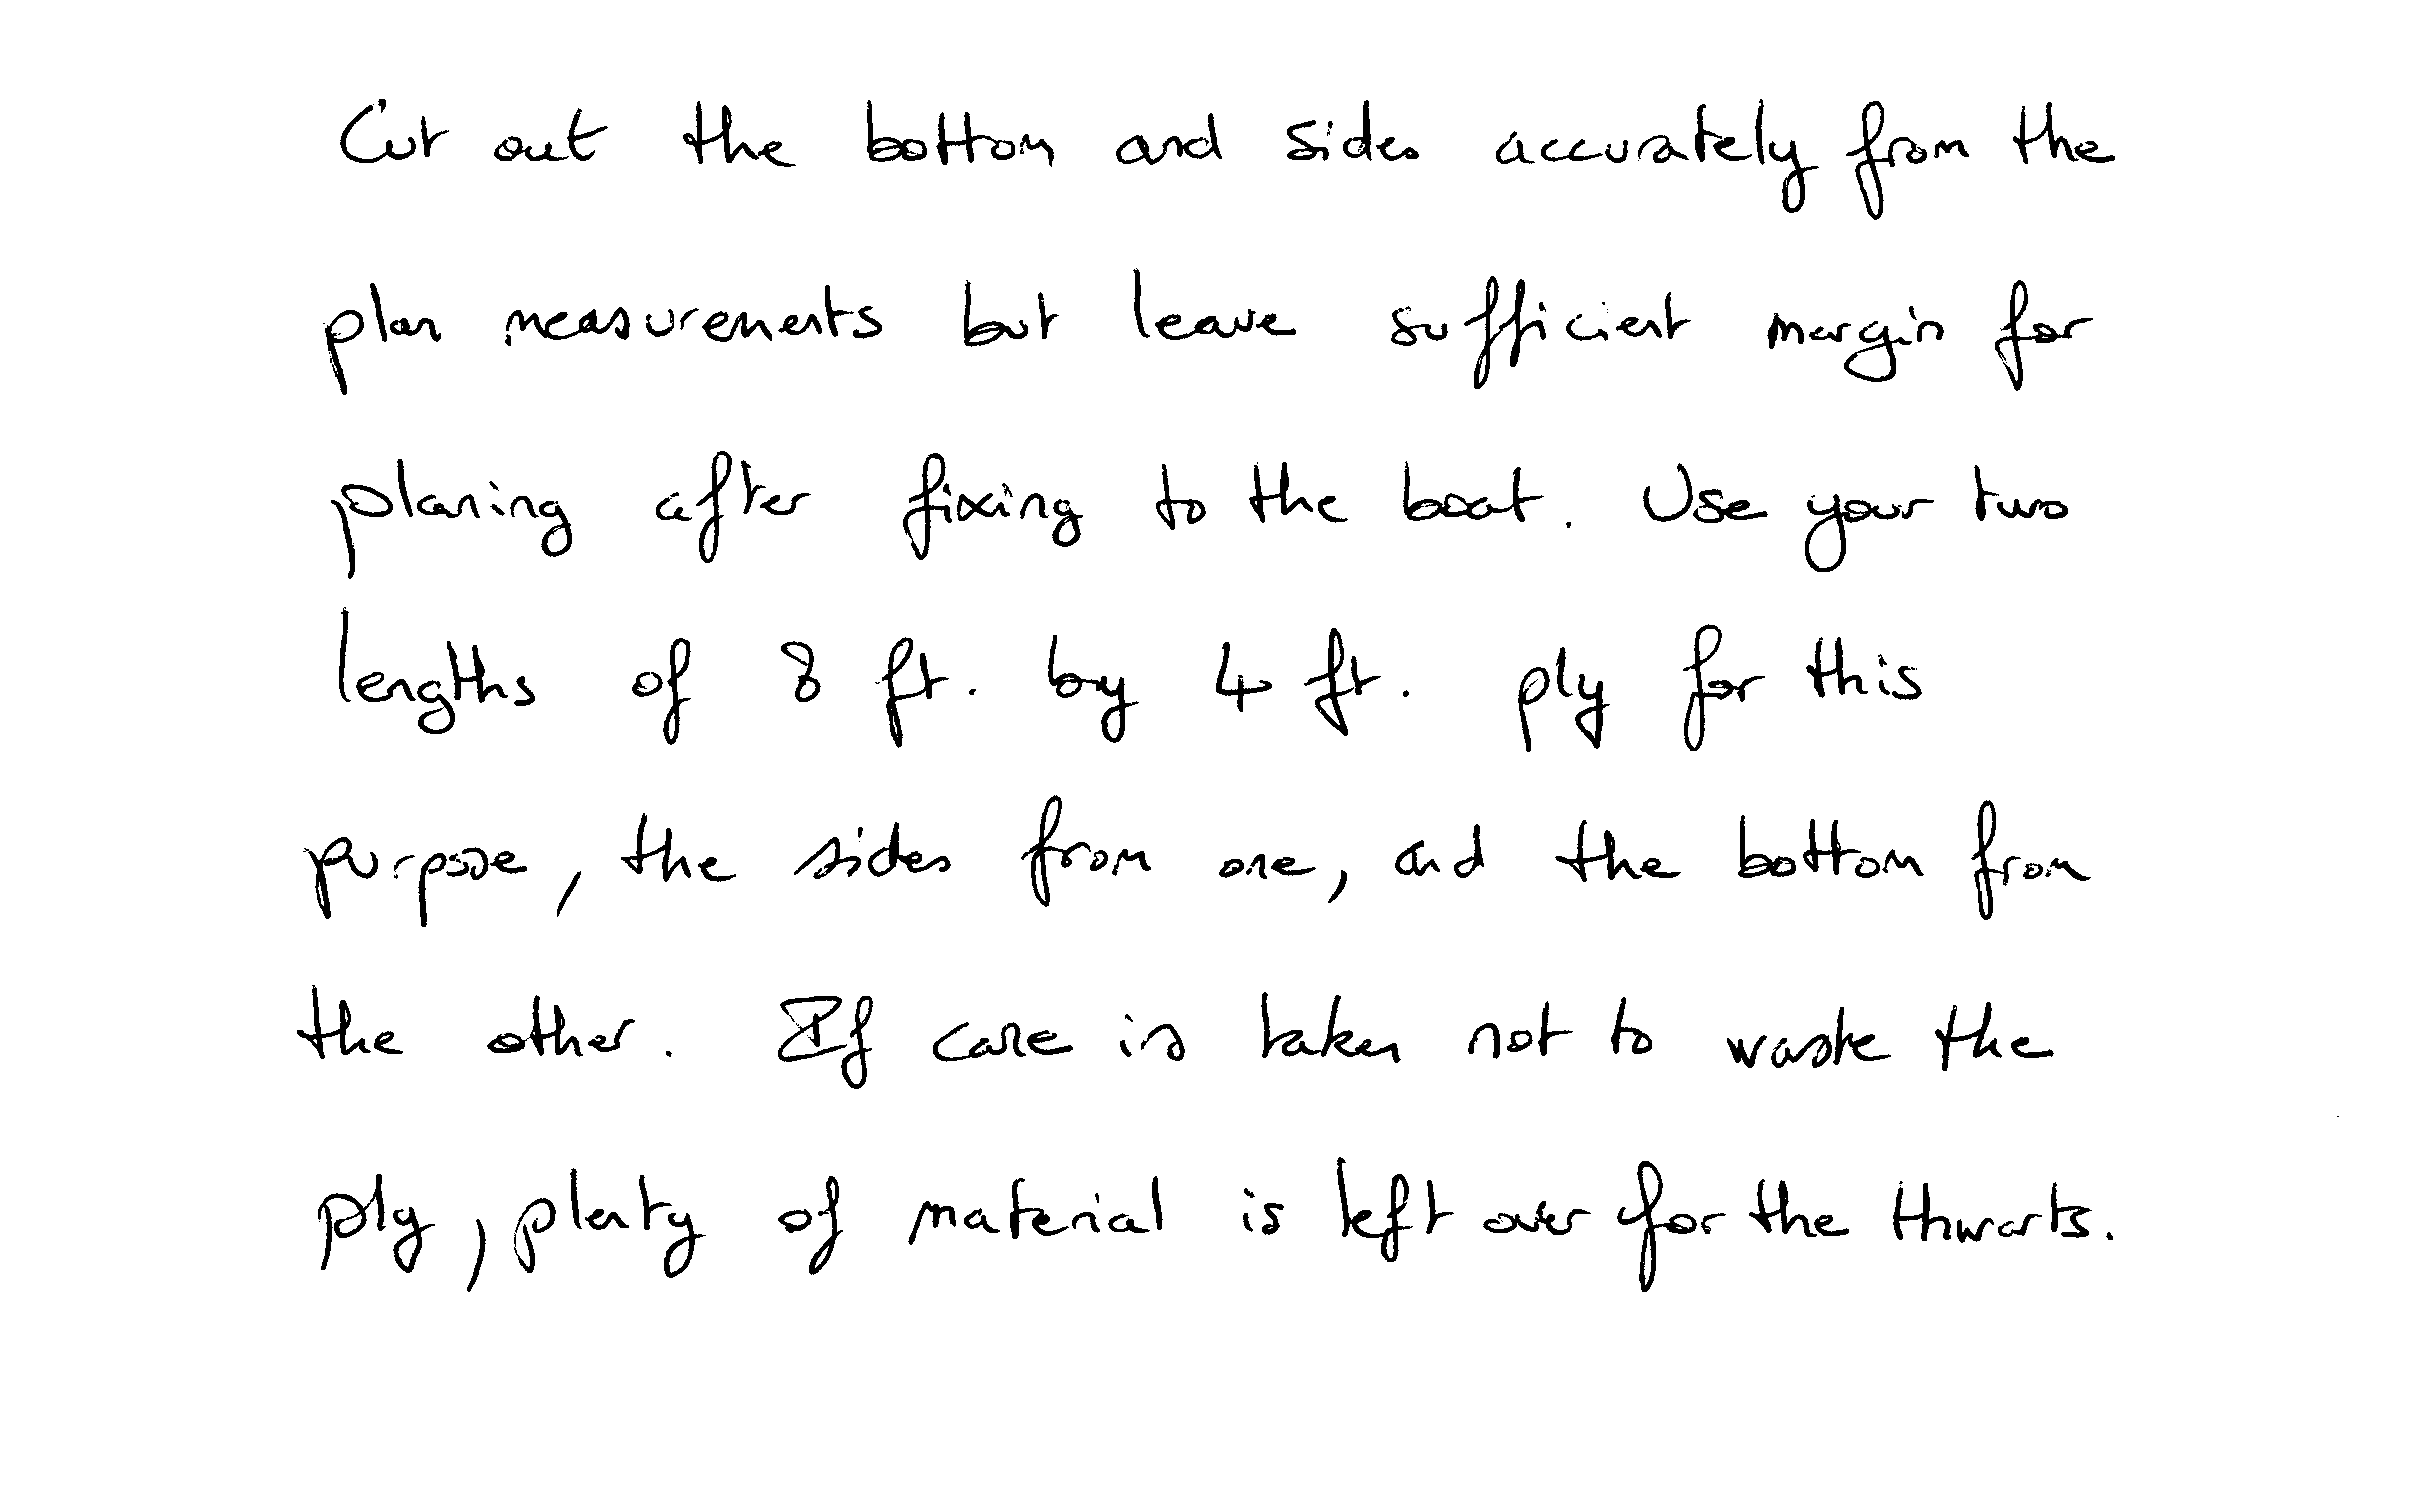 Cut out the bottom and sides accurately from the
plan measurements but leave sufficient margin for
planing after fixing to the boat. Use your two
lengths of 8 ft. by 4 ft. ply for this
purpose, the sides from one, and the bottom from
the other. If care is taken not to waste the
ply, plenty of material is left over for the thwarts.